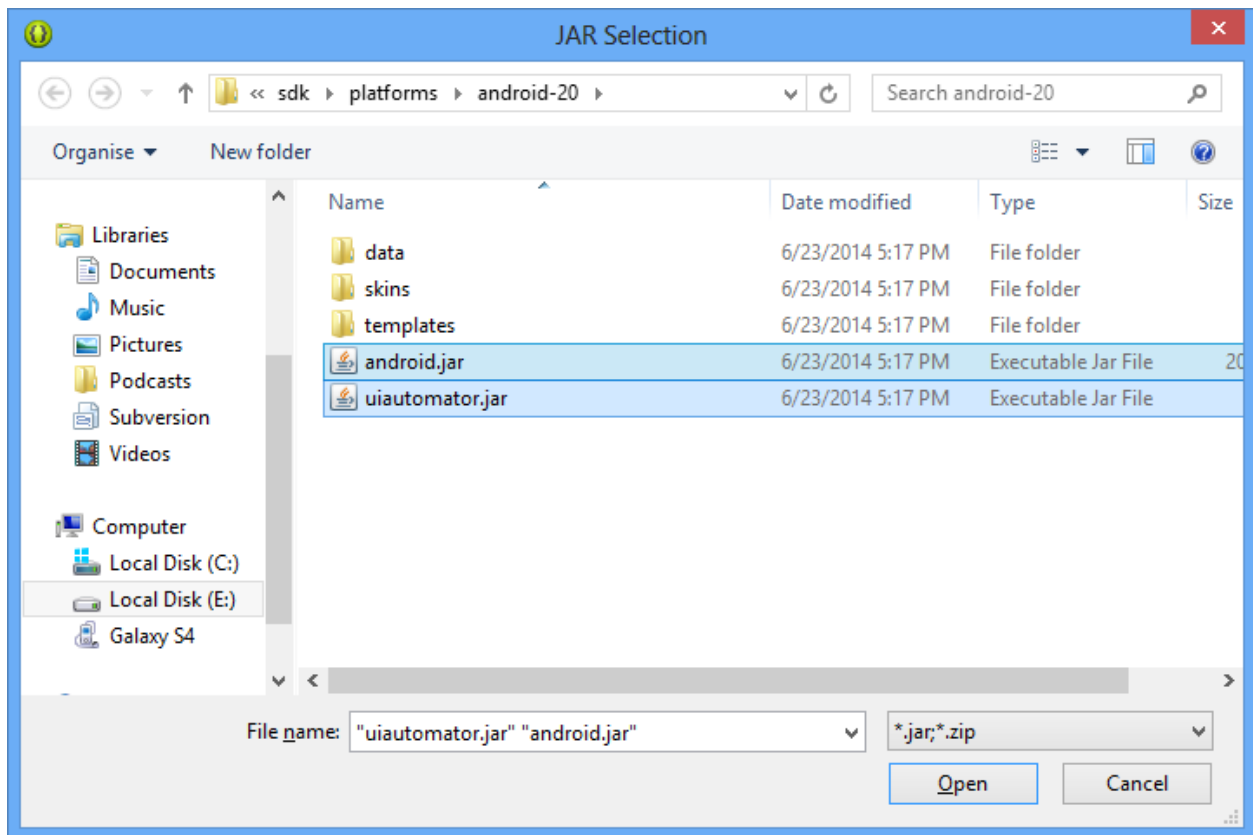 JAR Selection
« sdk platforms android-20 Search android-20
Organise New folder
Name Date modified Type Size
Libraries
Documents
Music
Pictures
Podcasts
Subversion
Videos
Computer
Local Disk (C:)
Local Disk (E:)
Galaxy S4
data 6/23/2014 5:17 PM File folder
skins 6/23/2014 5:17 PM File folder
templates 6/23/2014 5:17 PM File folder
android.jar 6/23/2014 5:17 PM Executable Jar File 20
uiautomator.jar 6/23/2014 5:17 PM Executable Jar File
File name: "uiautomator.jar" "android.jar" *.jar;*.zip
Open Cancel